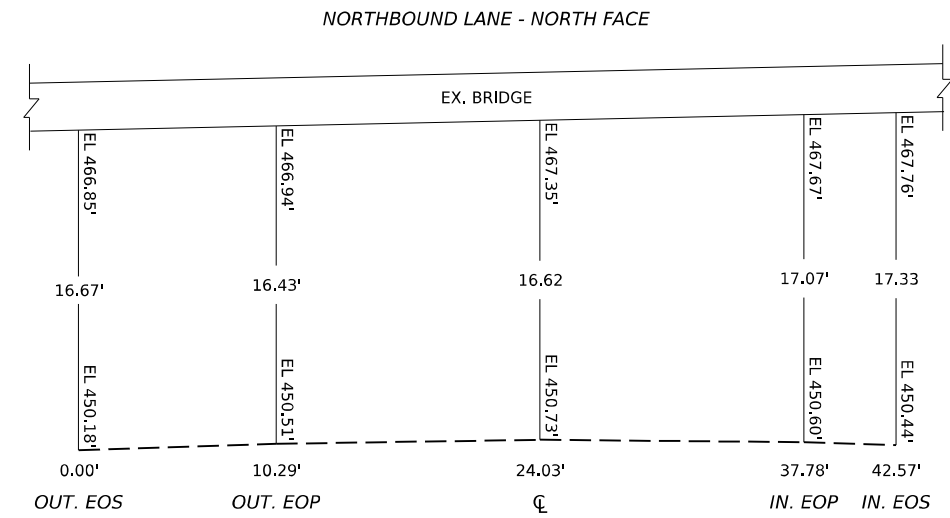 NORTHBOUND LANE - NORTH FACE
EX. BRIDGE
EL 466.85'
EL 466.94'
EL 467.35'
EL 467.67'
EL 467.76'
16.67'
16.43'
16.62
17.07'
17.33
EL 450.18'
EL 450.51'
EL 450.73'
EL 450.60'
EL 450.44'
0.00'
10.29'
24.03'
37.78'
42.57'
OUT. EOS
OUT. EOP
℄
IN. EOP
IN. EOS